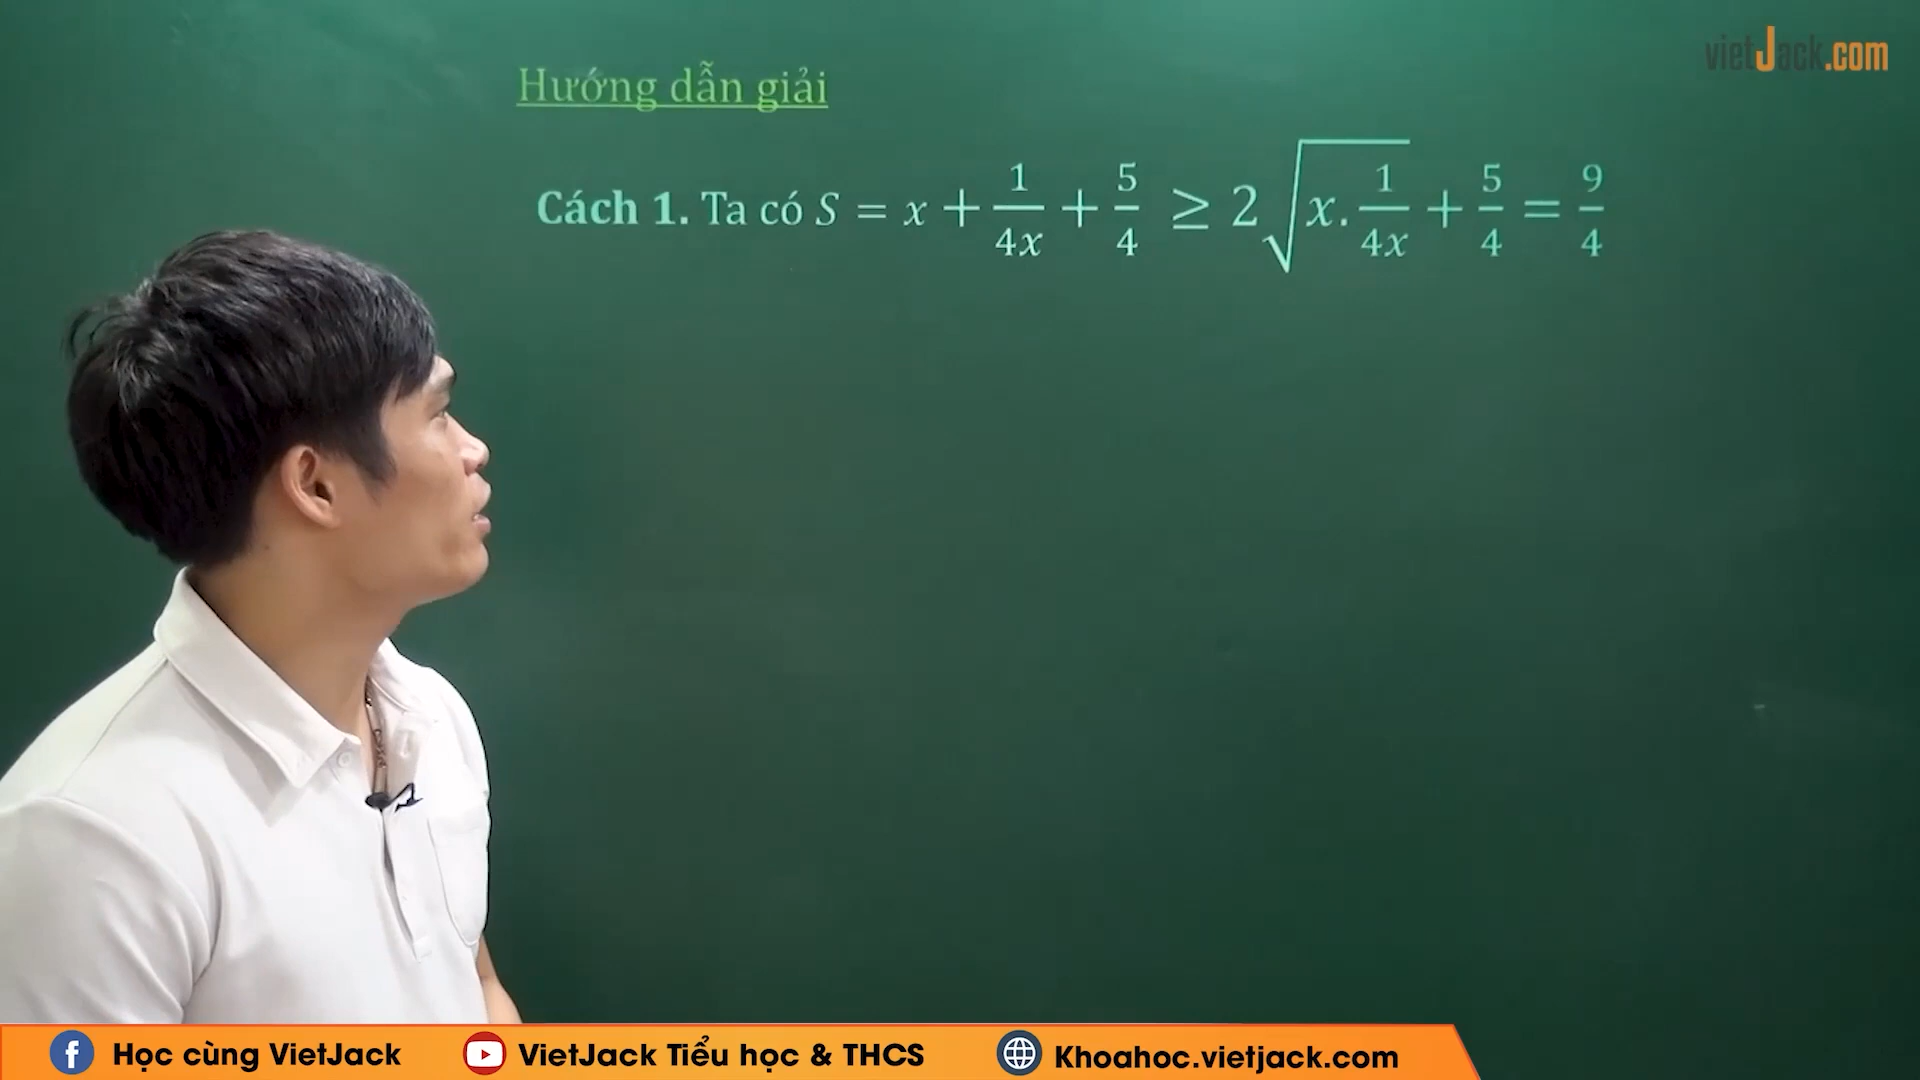 vietJack.com
Hướng dẫn giải
Cách 1. Ta có S = x + 1/(4x) + 5/4 ≥ 2√(x.1/(4x)) + 5/4 = 9/4
Học cùng VietJack
VietJack Tiểu học & THCS
Khoahoc.vietjack.com